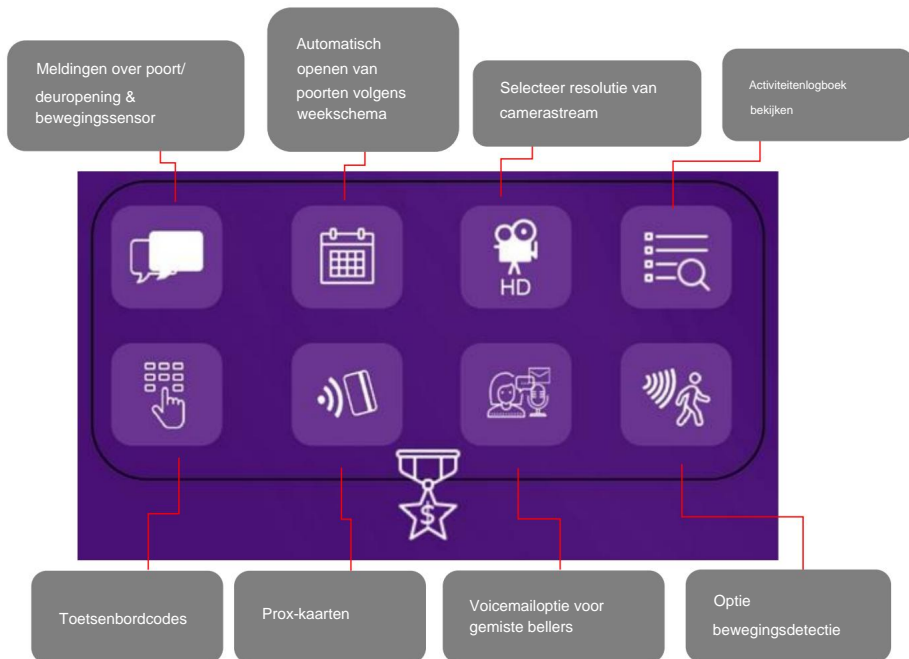 Meldingen over poort/
deuropening &
bewegingssensor
Automatisch
openen van
poorten volgens
weekschema
Selecteer resolutie van
camerastream
Activiteitenlogboek
bekijken
HD
$
Toetsenbordcodes
Prox-kaarten
Voicemailoptie voor
gemiste bellers
Optie
bewegingsdetectie